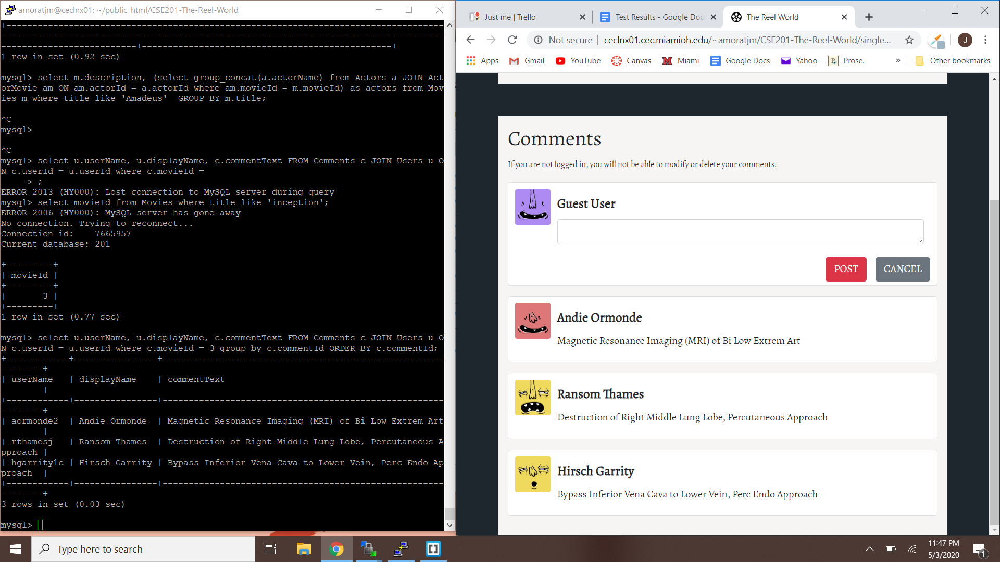 amoratjm@ceclnx01: ~/public_html/CSE201-The-Reel-World
+------------------------------------------------------------------------------------
-------------------------------------------------------------------------------------
--------------------------+------------------------------------------------+
1 row in set (0.92 sec)
mysql> select m.description, (select group_concat(a.actorName) from Actors a JOIN Act
orMovie am ON am.actorId = a.actorId where am.movieId = m.movieId) as actors from Mov
ies m where title like 'Amadeus'  GROUP BY m.title;
^C
mysql>
^C
mysql> select u.userName, u.displayName, c.commentText FROM Comments c JOIN Users u O
N c.userId = u.userId where c.movieId =
    -> ;
ERROR 2013 (HY000): Lost connection to MySQL server during query
mysql> select movieId from Movies where title like 'inception';
ERROR 2006 (HY000): MySQL server has gone away
No connection. Trying to reconnect...
Connection id:    7665957
Current database: 201
+---------+
| movieId |
+---------+
|       3 |
+---------+
1 row in set (0.77 sec)
mysql> select u.userName, u.displayName, c.commentText FROM Comments c JOIN Users u O
N c.userId = u.userId where c.movieId = 3 group by c.commentId ORDER BY c.commentId;
+------------+----------------+------------------------------------------------------
--------+
| userName   | displayName    | commentText
        |
+------------+----------------+------------------------------------------------------
--------+
| aormonde2  | Andie Ormonde  | Magnetic Resonance Imaging (MRI) of Bi Low Extrem Art
        |
| rthamesj   | Ransom Thames  | Destruction of Right Middle Lung Lobe, Percutaneous A
pproach |
| hgarrity1c | Hirsch Garrity | Bypass Inferior Vena Cava to Lower Vein, Perc Endo Ap
proach  |
+------------+----------------+------------------------------------------------------
--------+
3 rows in set (0.03 sec)
mysql>
Just me | Trello
Test Results - Google Doc
The Reel World
Not secure | ceclnx01.cec.miamioh.edu/~amoratjm/CSE201-The-Reel-World/single...
J
Apps
Gmail
YouTube
Canvas
Miami
Google Docs
Yahoo
Prose.
»
Other bookmarks
Comments
If you are not logged in, you will not be able to modify or delete your comments.
Guest User
POST
CANCEL
Andie Ormonde
Magnetic Resonance Imaging (MRI) of Bi Low Extrem Art
Ransom Thames
Destruction of Right Middle Lung Lobe, Percutaneous Approach
Hirsch Garrity
Bypass Inferior Vena Cava to Lower Vein, Perc Endo Approach
Type here to search
11:47 PM
5/3/2020
1